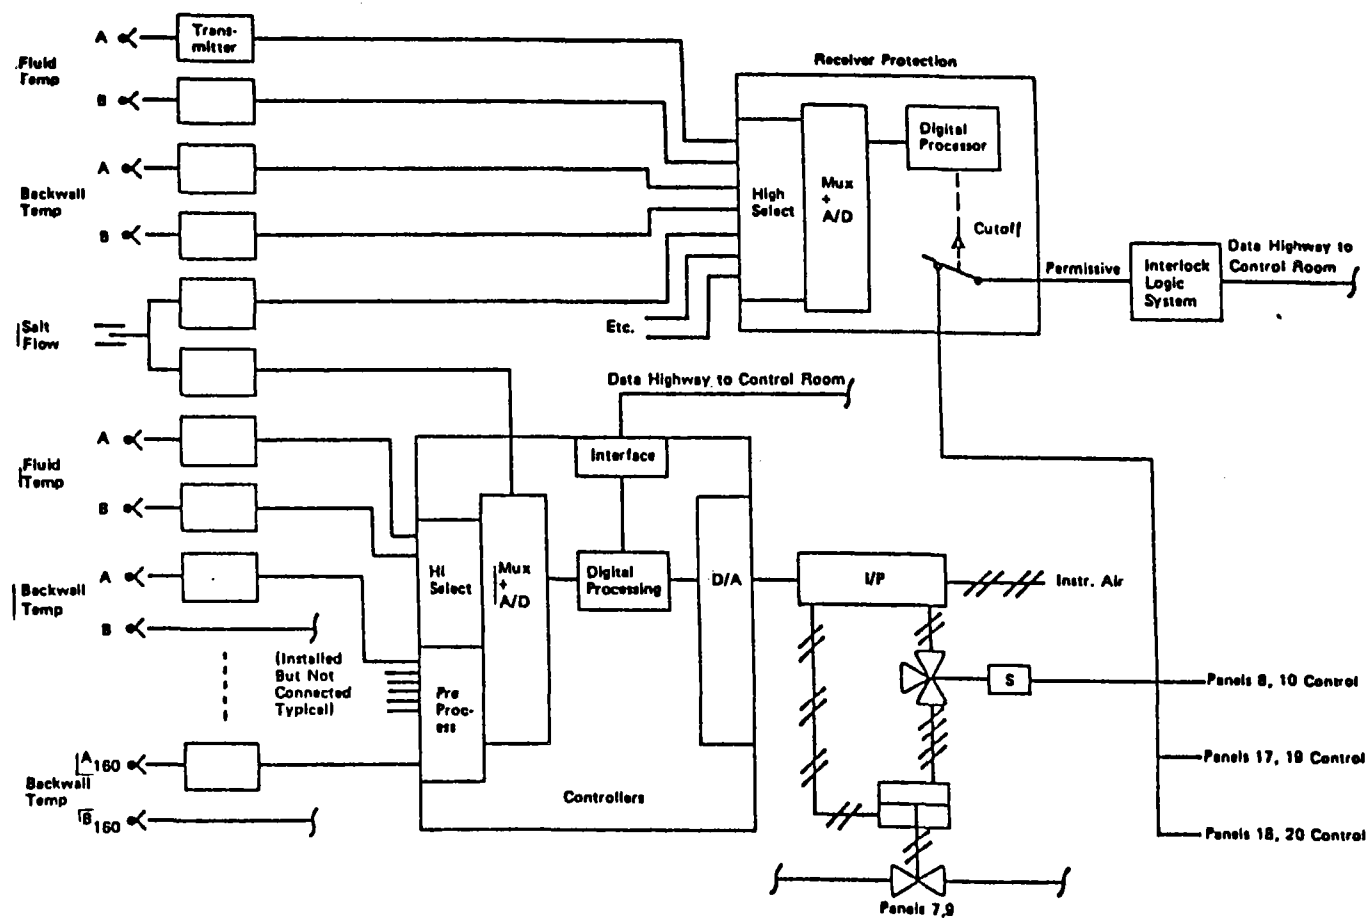 A
Trans-
mitter
Fluid
Temp
B
Receiver Protection
A
Backwall
Temp
B
High
Select
Mux
+
A/D
Digital
Processor
Cutoff
Permissive
Interlock
Logic
System
Data Highway to
Control Room
Salt
Flow
Etc.
Data Highway to Control Room
A
Fluid
Temp
B
Interface
A
Backwall
Temp
B
Hi
Select
Mux
+
A/D
Digital
Processing
D/A
I/P
Instr. Air
(Installed
But Not
Connected
Typical)
Pre
Proc-
ess
S
Panels 8, 10 Control
A160
Backwall
Temp
B160
Controllers
Panels 17, 19 Control
Panels 18, 20 Control
Panels 7,9